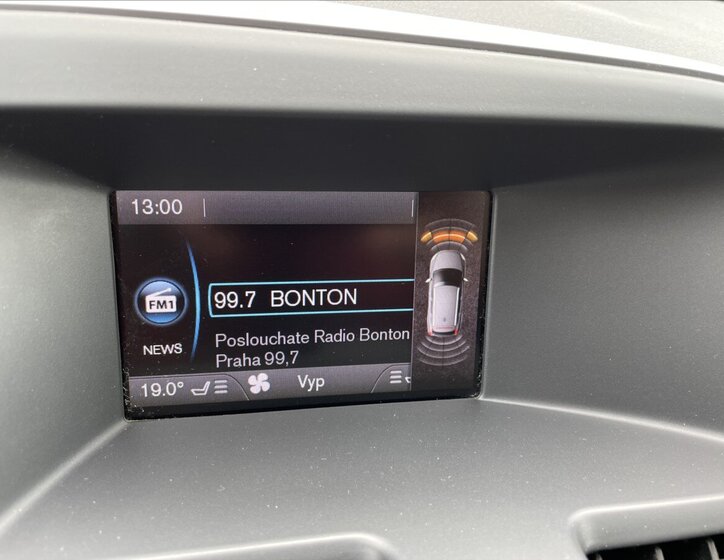 13:00
FM1
99.7 BONTON
NEWS
Poslouchate Radio Bonton
Praha 99,7
19.0°
Vyp